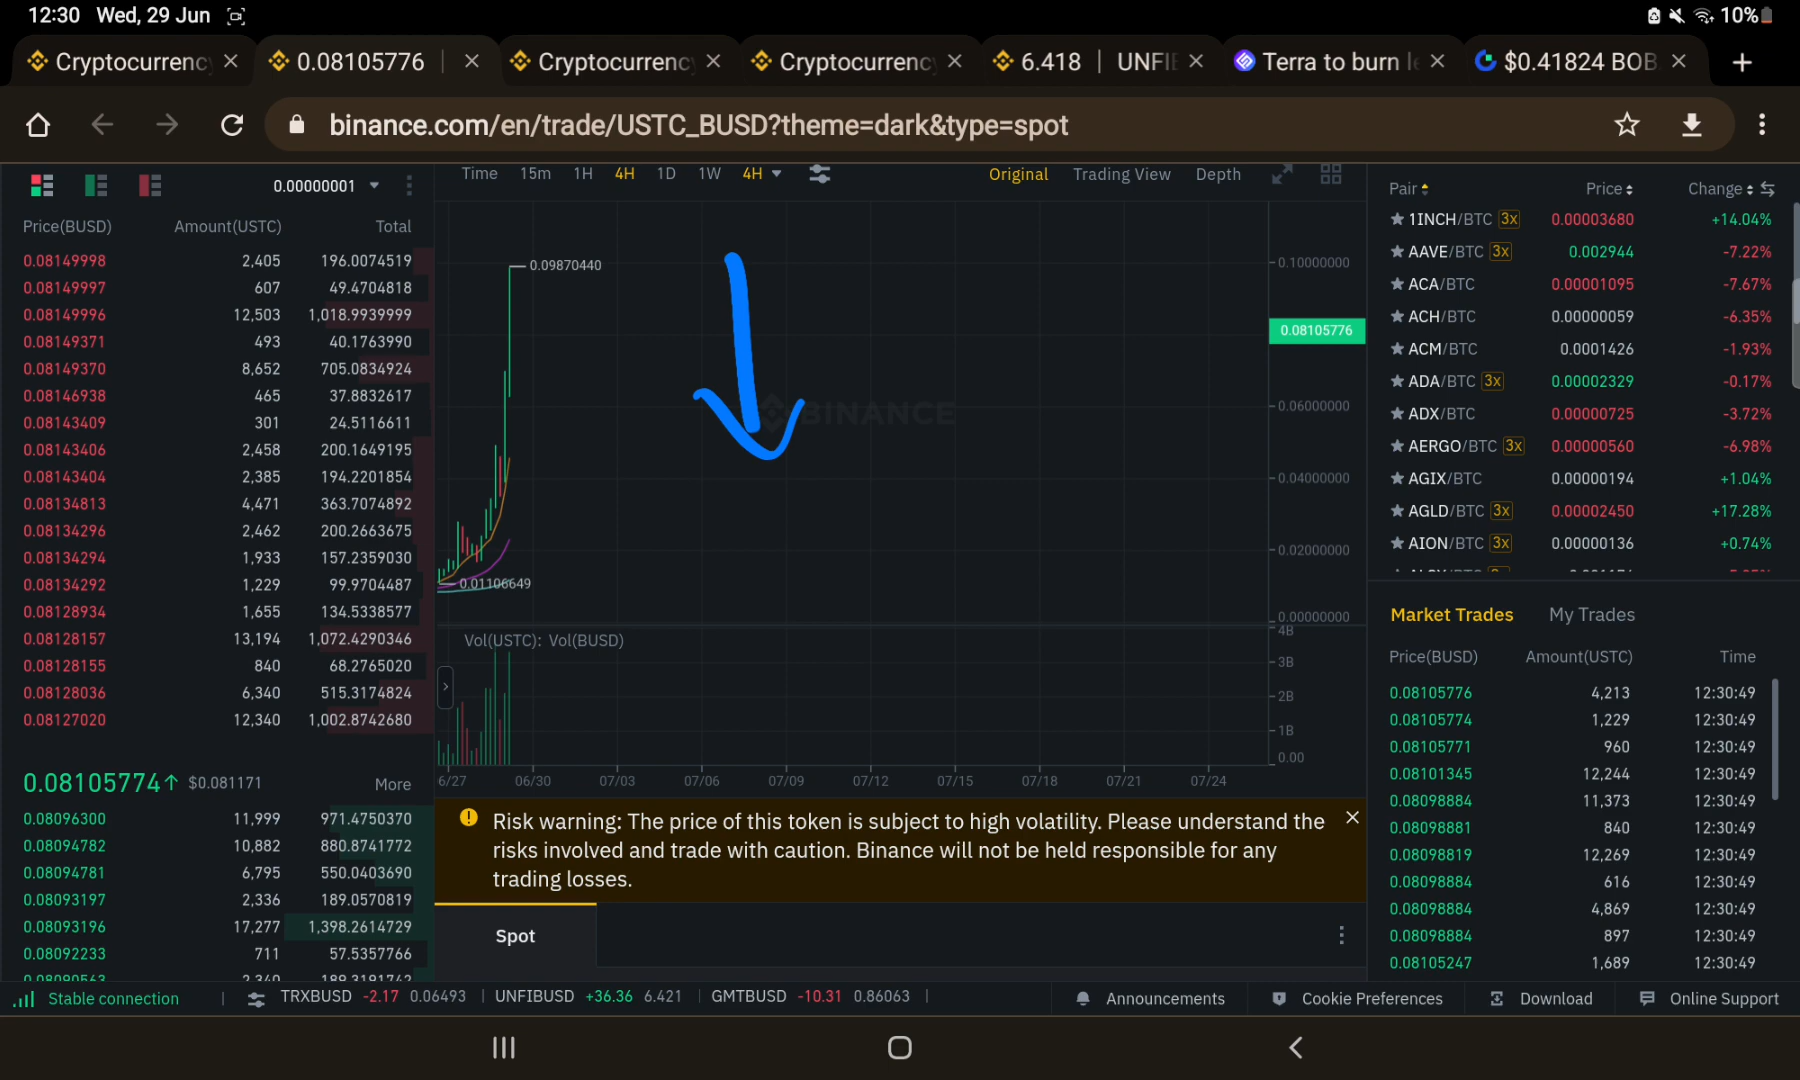 12:30 Wed, 29 Jun
10%
Cryptocurrenc
0.08105776
Cryptocurrenc
Cryptocurrenc
6.418 | UNFI
Terra to burn l
$0.41824 BOB
binance.com/en/trade/USTC_BUSD?theme=dark&type=spot
0.00000001
Price(BUSD) Amount(USTC) Total
0.08149998 2,405 196.0074519
0.08149997 607 49.4704818
0.08149996 12,503 1,018.9939999
0.08149371 493 40.1763990
0.08149370 8,652 705.0834924
0.08146938 465 37.8832617
0.08143409 301 24.5116611
0.08143406 2,458 200.1649195
0.08143404 2,385 194.2201854
0.08134813 4,471 363.7074892
0.08134296 2,462 200.2663675
0.08134294 1,933 157.2359030
0.08134292 1,229 99.9704487
0.08128934 1,655 134.5338577
0.08128157 13,194 1,072.4290346
0.08128155 840 68.2765020
0.08128036 6,340 515.3174824
0.08127020 12,340 1,002.8742680
0.08105774↑ $0.081171 More
0.08096300 11,999 971.4750370
0.08094782 10,882 880.8741772
0.08094781 6,795 550.0403690
0.08093197 2,336 189.0570819
0.08093196 17,277 1,398.2614729
0.08092233 711 57.5357766
0.08090563 2,340 189.3191742
Time 15m 1H 4H 1D 1W 4H
Original Trading View Depth
0.09870440
0.10000000
0.08105776
BINANCE
0.06000000
0.04000000
0.02000000
0.01106649
0.00000000
Vol(USTC): Vol(BUSD)
4B
3B
2B
1B
0.00
6/27 06/30 07/03 07/06 07/09 07/12 07/15 07/18 07/21 07/24
Risk warning: The price of this token is subject to high volatility. Please understand the
risks involved and trade with caution. Binance will not be held responsible for any
trading losses.
Spot
Pair Price Change
1INCH/BTC 3x 0.00003680 +14.04%
AAVE/BTC 3x 0.002944 -7.22%
ACA/BTC 0.00001095 -7.67%
ACH/BTC 0.00000059 -6.35%
ACM/BTC 0.0001426 -1.93%
ADA/BTC 3x 0.00002329 -0.17%
ADX/BTC 0.00000725 -3.72%
AERGO/BTC 3x 0.00000560 -6.98%
AGIX/BTC 0.00000194 +1.04%
AGLD/BTC 3x 0.00002450 +17.28%
AION/BTC 3x 0.00000136 +0.74%
Market Trades My Trades
Price(BUSD) Amount(USTC) Time
0.08105776 4,213 12:30:49
0.08105774 1,229 12:30:49
0.08105771 960 12:30:49
0.08101345 12,244 12:30:49
0.08098884 11,373 12:30:49
0.08098881 840 12:30:49
0.08098819 12,269 12:30:49
0.08098884 616 12:30:49
0.08098884 4,869 12:30:49
0.08098884 897 12:30:49
0.08105247 1,689 12:30:49
Stable connection
TRXBUSD -2.17 0.06493 | UNFIBUSD +36.36 6.421 | GMTBUSD -10.31 0.86063 |
Announcements Cookie Preferences Download Online Support